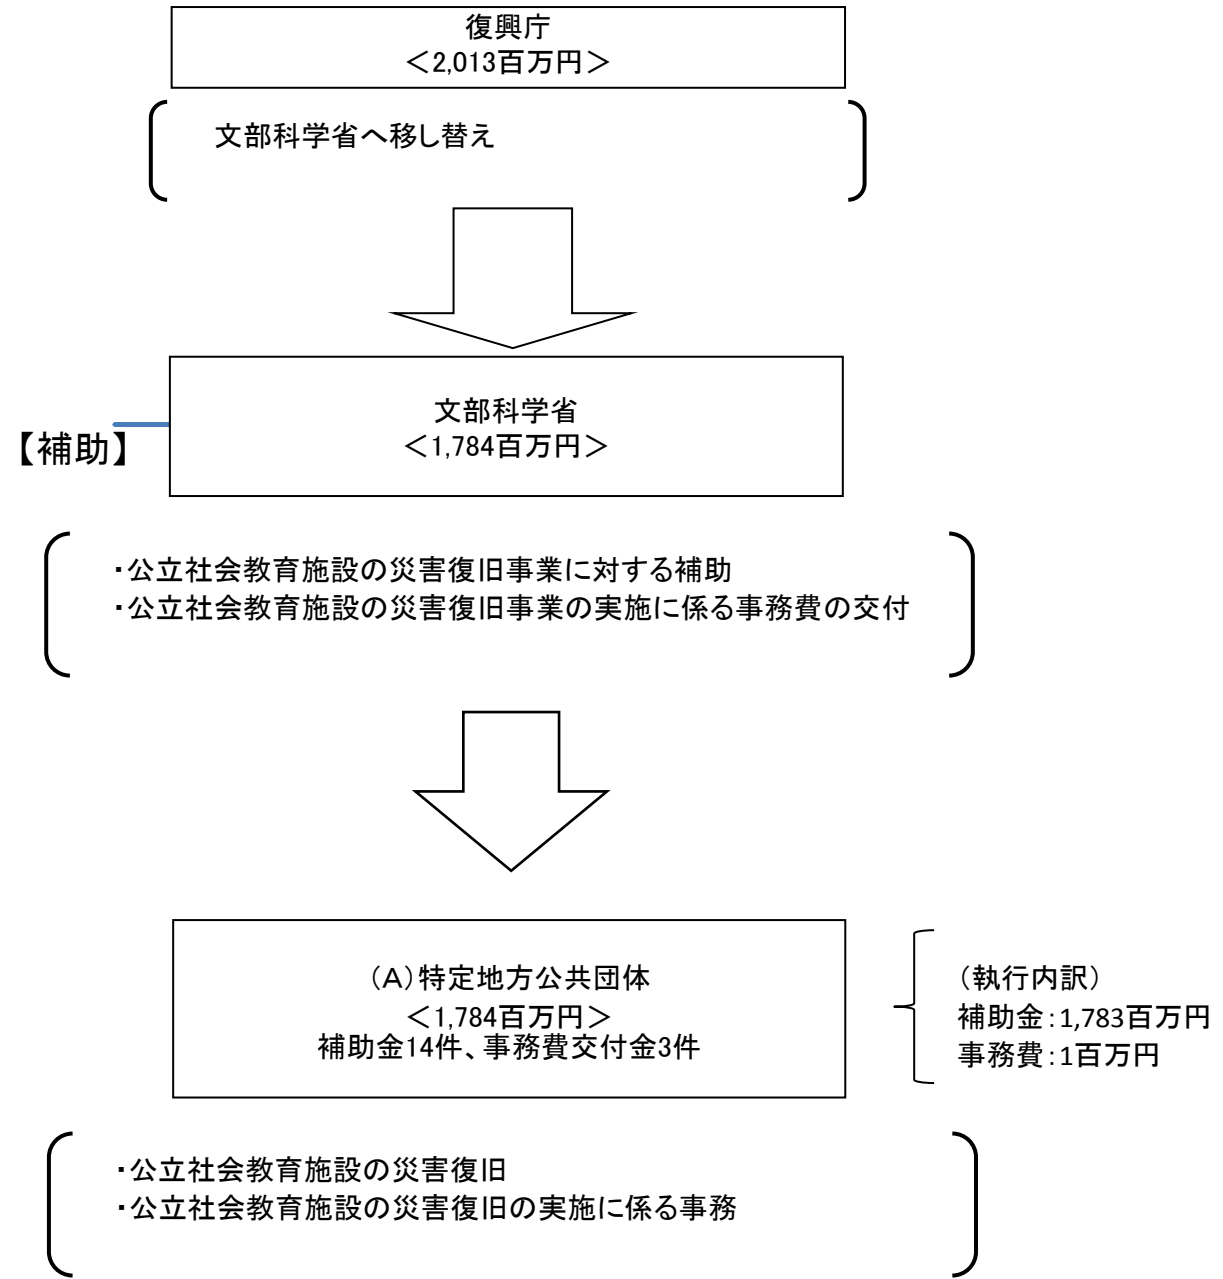 復興庁
＜2,013百万円＞
文部科学省へ移し替え
文部科学省
＜1,784百万円＞
【補助】
・公立社会教育施設の災害復旧事業に対する補助
・公立社会教育施設の災害復旧事業の実施に係る事務費の交付
（A）特定地方公共団体
＜1,784百万円＞
補助金14件、事務費交付金3件
（執行内訳）
補助金：1,783百万円
事務費：1百万円
・公立社会教育施設の災害復旧
・公立社会教育施設の災害復旧の実施に係る事務